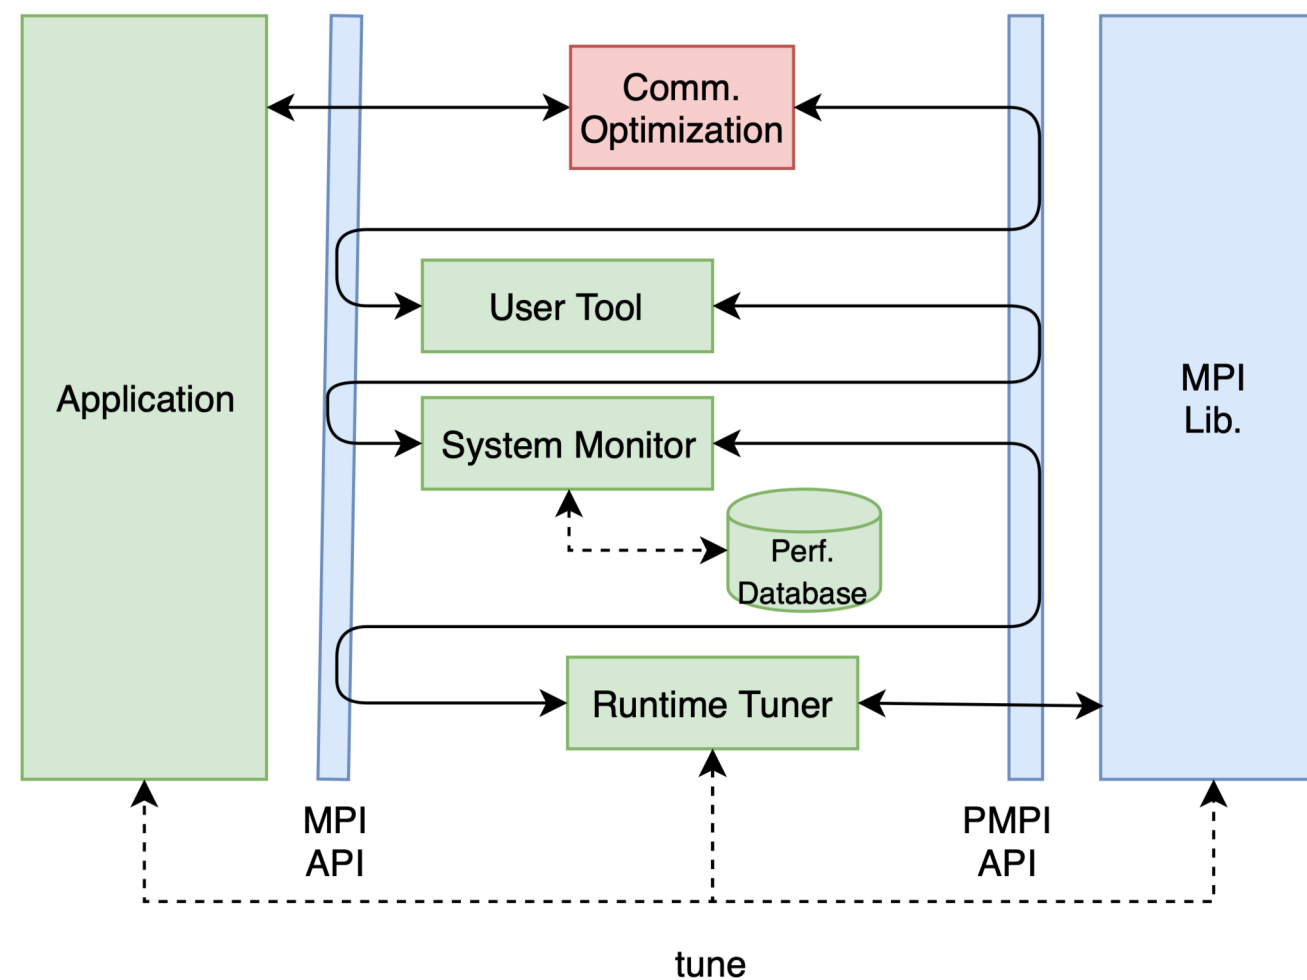 Comm.
Optimization
User Tool
Application
MPI
Lib.
System Monitor
Perf.
Database
Runtime Tuner
MPI
API
PMPI
API
tune